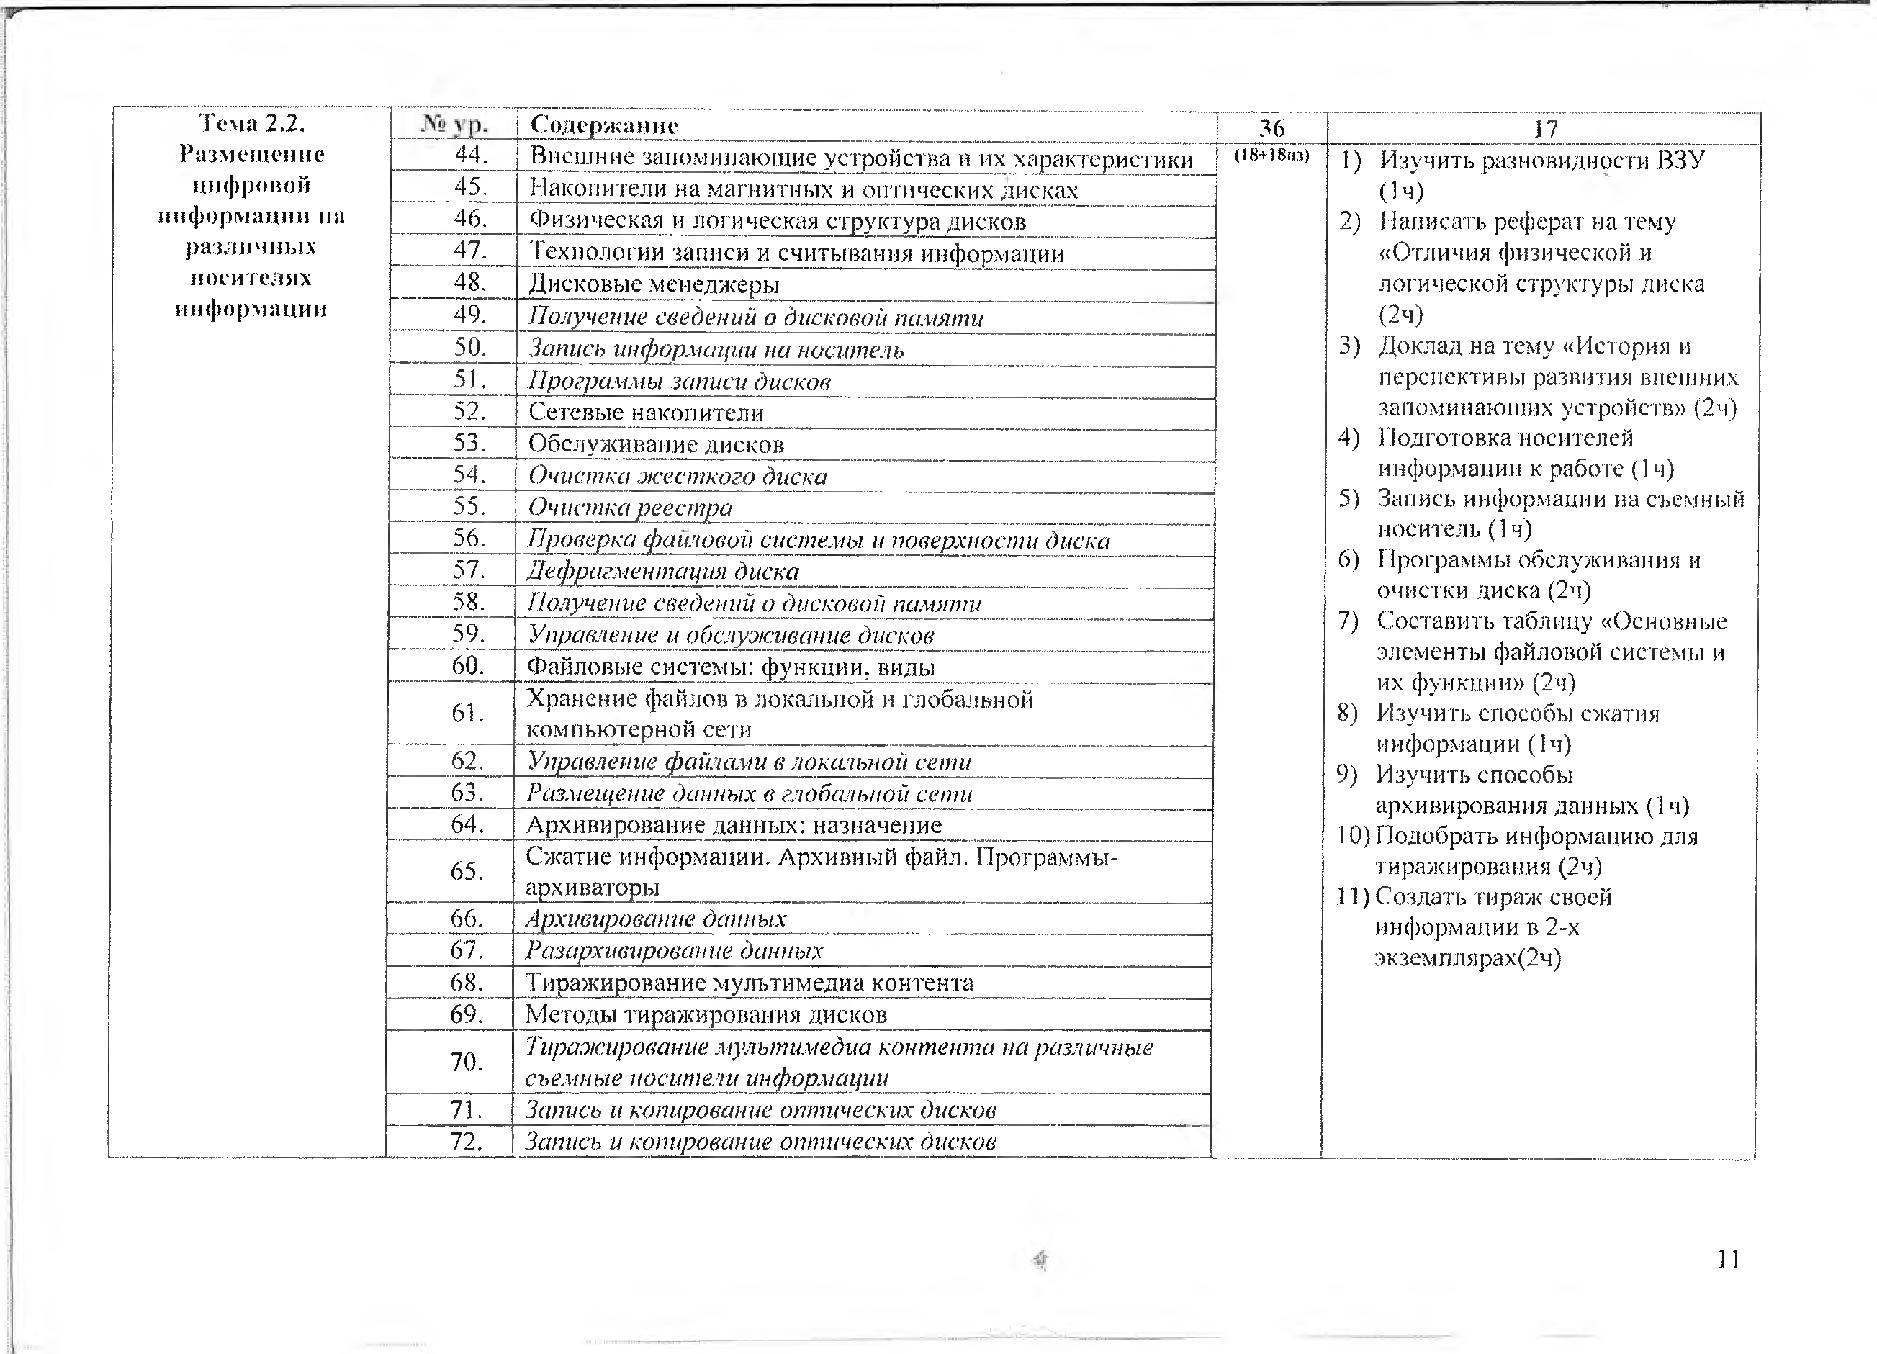 Тема 2.2.
Размещение
цифровой
информации на
различных
носителях
информации
№ ур. Содержание
44. Внешние запоминающие устройства и их характеристики
45. Накопители на магнитных и оптических дисках
46. Физическая и логическая структура дисков
47. Технологии записи и считывания информации
48. Дисковые менеджеры
49. Получение сведений о дисковой памяти
50. Запись информации на носитель
51. Программы записи дисков
52. Сетевые накопители
53. Обслуживание дисков
54. Очистка жесткого диска
55. Очистка реестра
56. Проверка файловой системы и поверхности диска
57. Дефрагментация диска
58. Получение сведений о дисковой памяти
59. Управление и обслуживание дисков
60. Файловые системы: функции, виды
61. Хранение файлов в локальной и глобальной
компьютерной сети
62. Управление файлами в локальной сети
63. Размещение данных в глобальной сети
64. Архивирование данных: назначение
65. Сжатие информации. Архивный файл. Программы-
архиваторы
66. Архивирование данных
67. Разархивирование данных
68. Тиражирование мультимедиа контента
69. Методы тиражирования дисков
70. Тиражирование мультимедиа контента на различные
съемные носители информации
71. Запись и копирование оптических дисков
72. Запись и копирование оптических дисков
36
(18+18пз)
17
1) Изучить разновидности ВЗУ
(1ч)
2) Написать реферат на тему
«Отличия физической и
логической структуры диска
(2ч)
3) Доклад на тему «История и
перспективы развития внешних
запоминающих устройств» (2ч)
4) Подготовка носителей
информации к работе (1ч)
5) Запись информации на съемный
носитель (1ч)
6) Программы обслуживания и
очистки диска (2ч)
7) Составить таблицу «Основные
элементы файловой системы и
их функции» (2ч)
8) Изучить способы сжатия
информации (1ч)
9) Изучить способы
архивирования данных (1ч)
10) Подобрать информацию для
тиражирования (2ч)
11) Создать тираж своей
информации в 2-х
экземплярах(2ч)
11